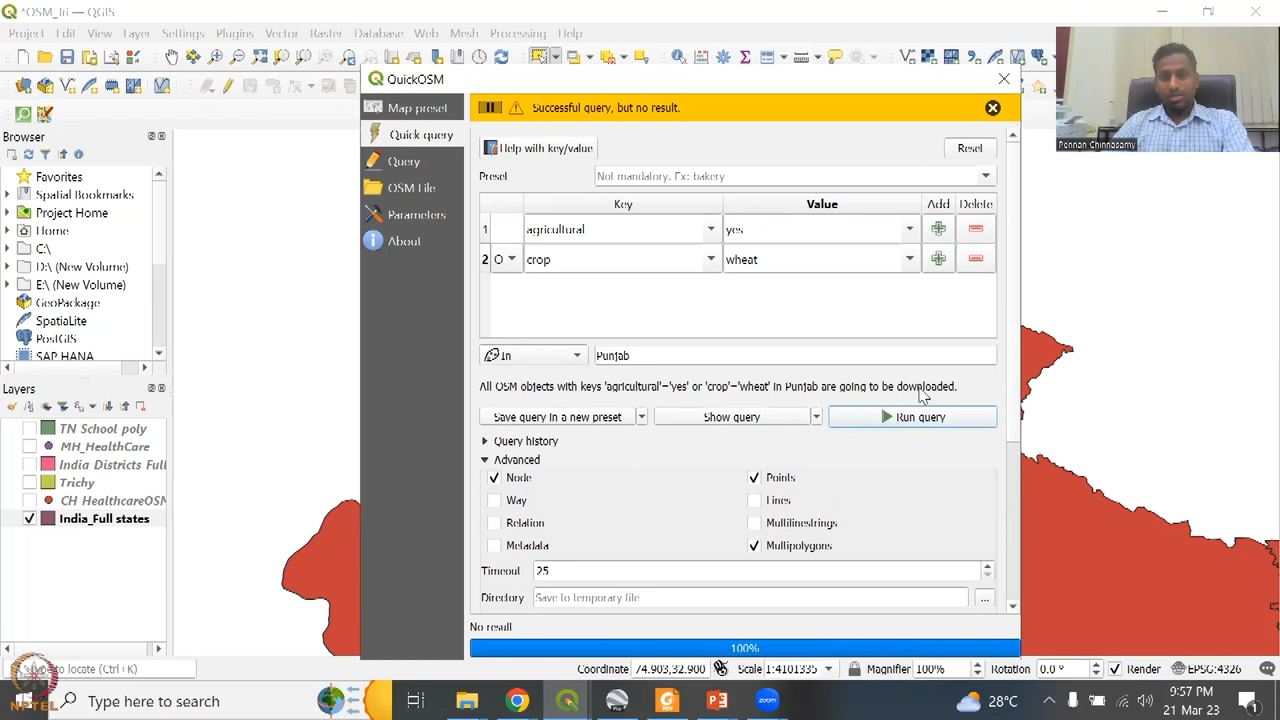 *OSM_Tri — QGIS
Project Edit View Layer Settings Plugins Vector Raster Database Web Mesh Processing Help
QuickOSM
Map preset
Successful query, but no result.
Pennan Chinnasamy
Quick query
Browser
Help with key/value
Reset
Query
Favorites
Preset
Not mandatory. Ex: bakery
Spatial Bookmarks
OSM File
Key Value Add Delete
Project Home
Parameters
1 agricultural yes
Home
About
C:\
2 O crop wheat
D:\ (New Volume)
E:\ (New Volume)
GeoPackage
SpatiaLite
PostGIS
In Punjab
SAP HANA
All OSM objects with keys 'agricultural'='yes' or 'crop'='wheat' in Punjab are going to be downloaded.
Layers
Save query in a new preset Show query Run query
TN School poly
Query history
MH_HealthCare
Advanced
India Districts Full
Node Points
Trichy
Way Lines
CH HealthcareOSM
India_Full states
Relation Multilinestrings
Metadata Multipolygons
Timeout 25
Directory Save to temporary file ...
No result
100%
to locate (Ctrl+K)
Coordinate 74.903,32.900 Scale 1:4101335 Magnifier 100% Rotation 0.0 ° Render EPSG:4326
NPTEL
Type here to search
28°C
9:57 PM
21 Mar 23
1